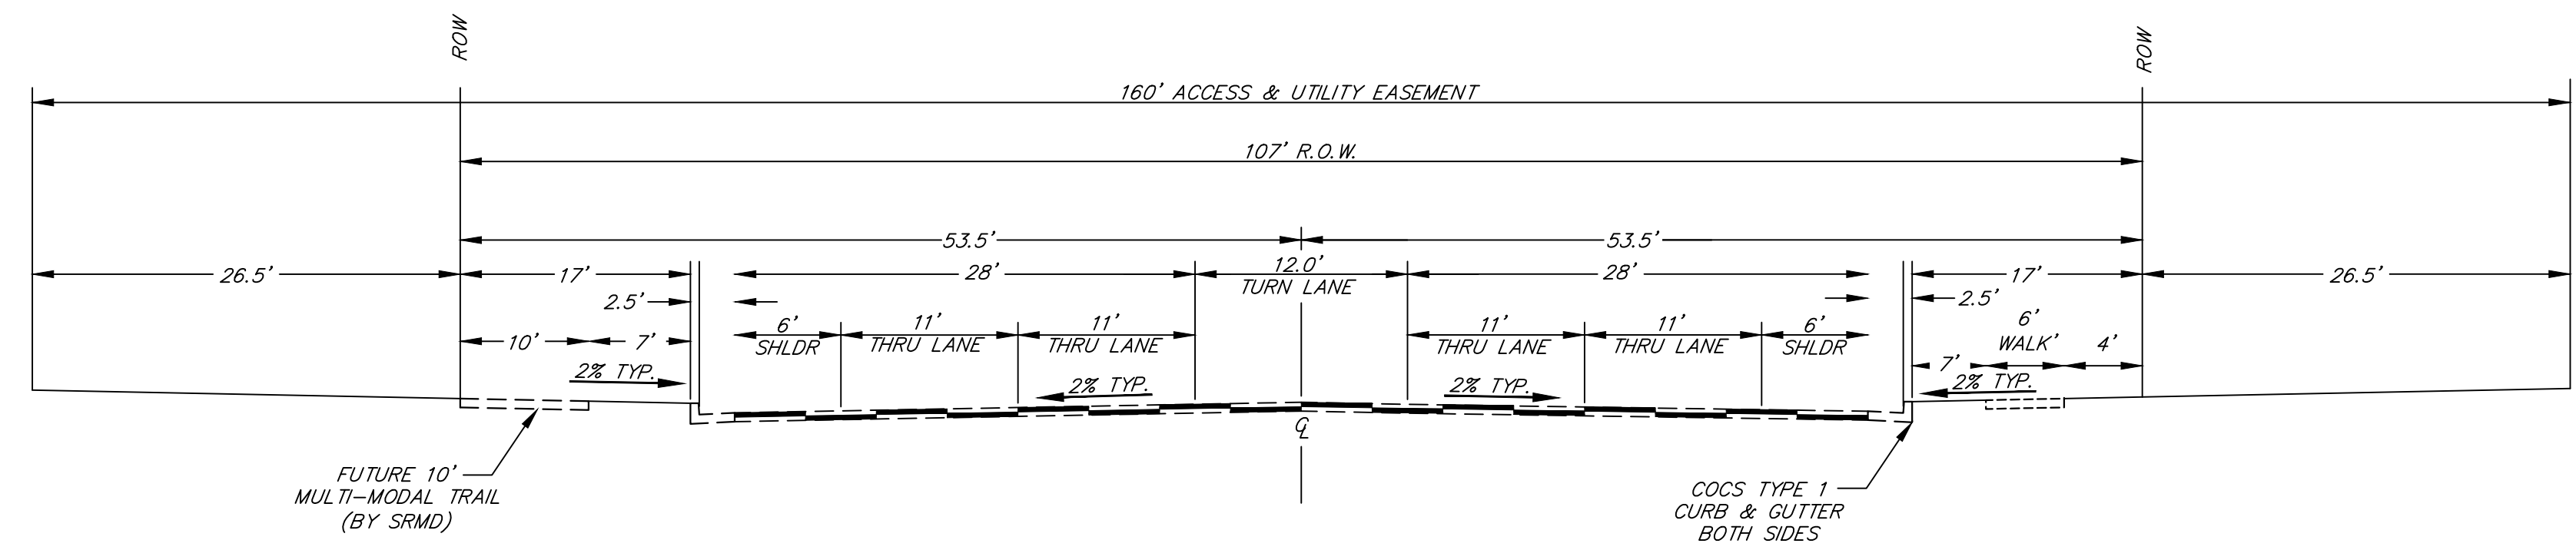 ROW
ROW
160' ACCESS & UTILITY EASEMENT
107' R.O.W.
53.5'
53.5'
26.5'
17'
28'
12.0'
TURN LANE
28'
17'
26.5'
2.5'
2.5'
6'
SHLDR
11'
THRU LANE
11'
THRU LANE
11'
THRU LANE
11'
THRU LANE
6'
SHLDR
6'
WALK'
10'
7'
7'
4'
2% TYP.
2% TYP.
2% TYP.
2% TYP.
CL
FUTURE 10'
MULTI-MODAL TRAIL
(BY SRMD)
COCS TYPE 1
CURB & GUTTER
BOTH SIDES